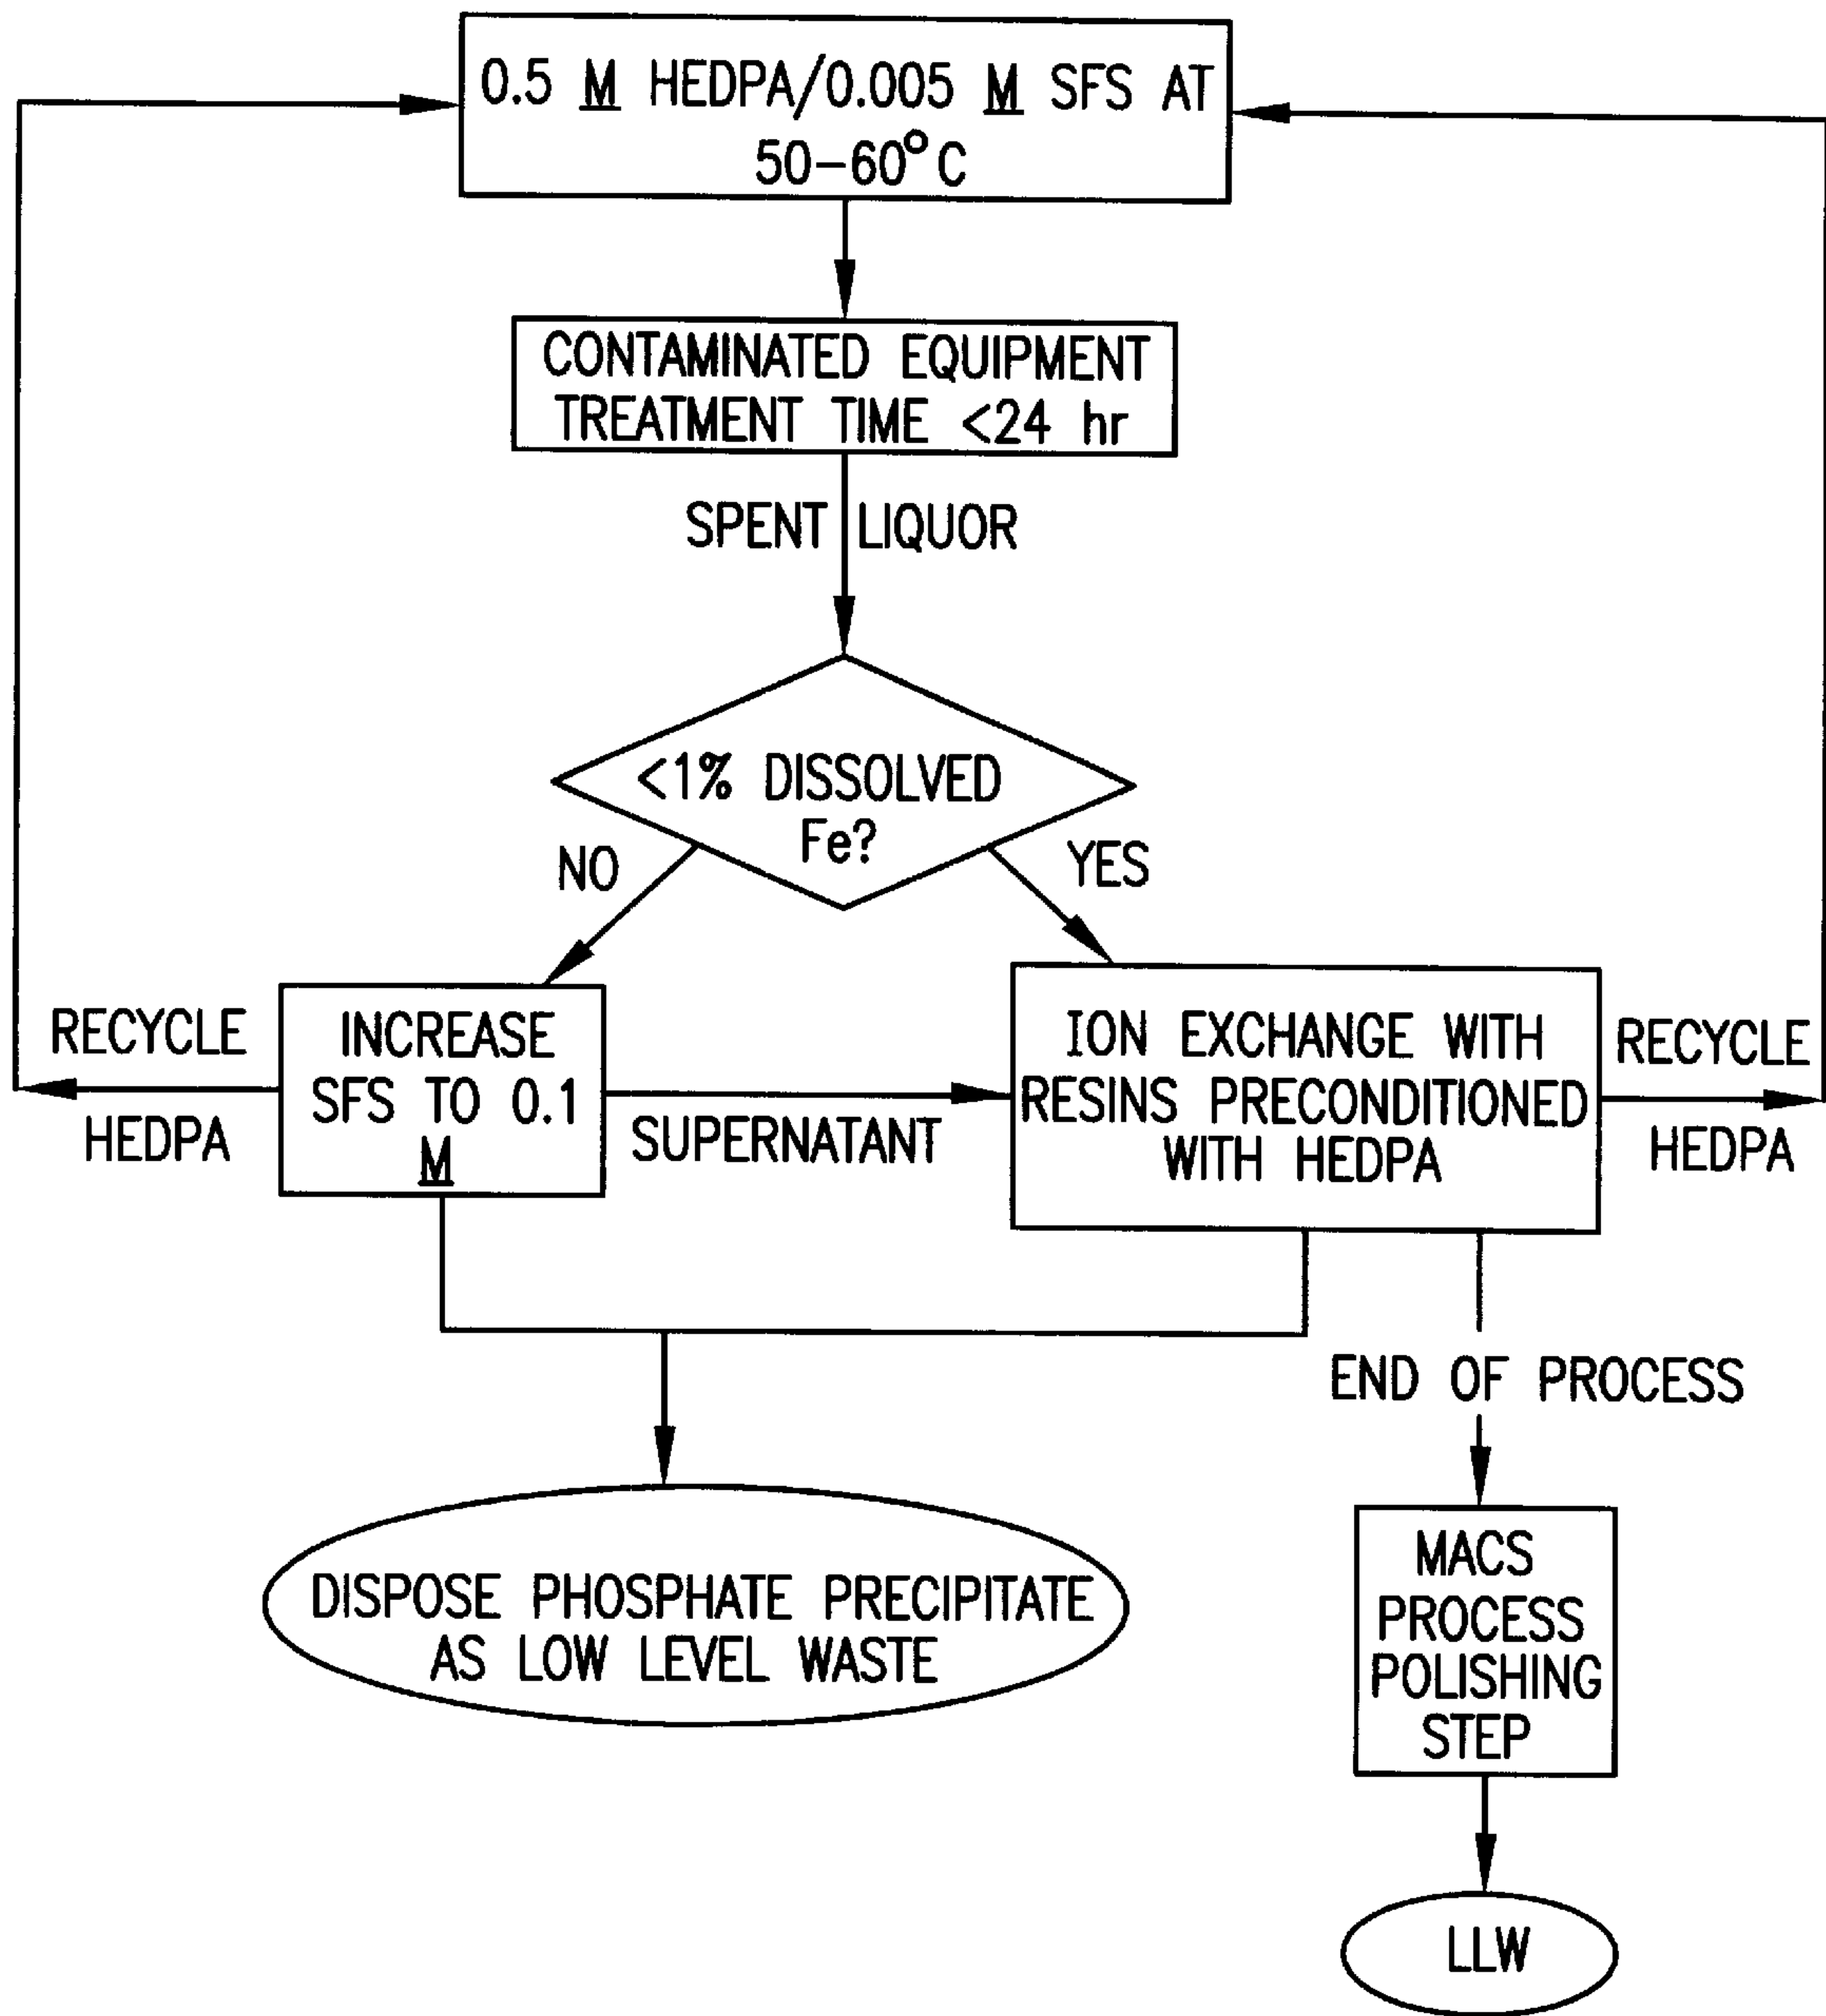 0.5 M HEDPA/0.005 M SFS AT
50-60°C
CONTAMINATED EQUIPMENT
TREATMENT TIME <24 hr
SPENT LIQUOR
<1% DISSOLVED
Fe?
NO
YES
RECYCLE
HEDPA
INCREASE
SFS TO 0.1
M
SUPERNATANT
ION EXCHANGE WITH
RESINS PRECONDITIONED
WITH HEDPA
RECYCLE
HEDPA
END OF PROCESS
DISPOSE PHOSPHATE PRECIPITATE
AS LOW LEVEL WASTE
MACS
PROCESS
POLISHING
STEP
LLW